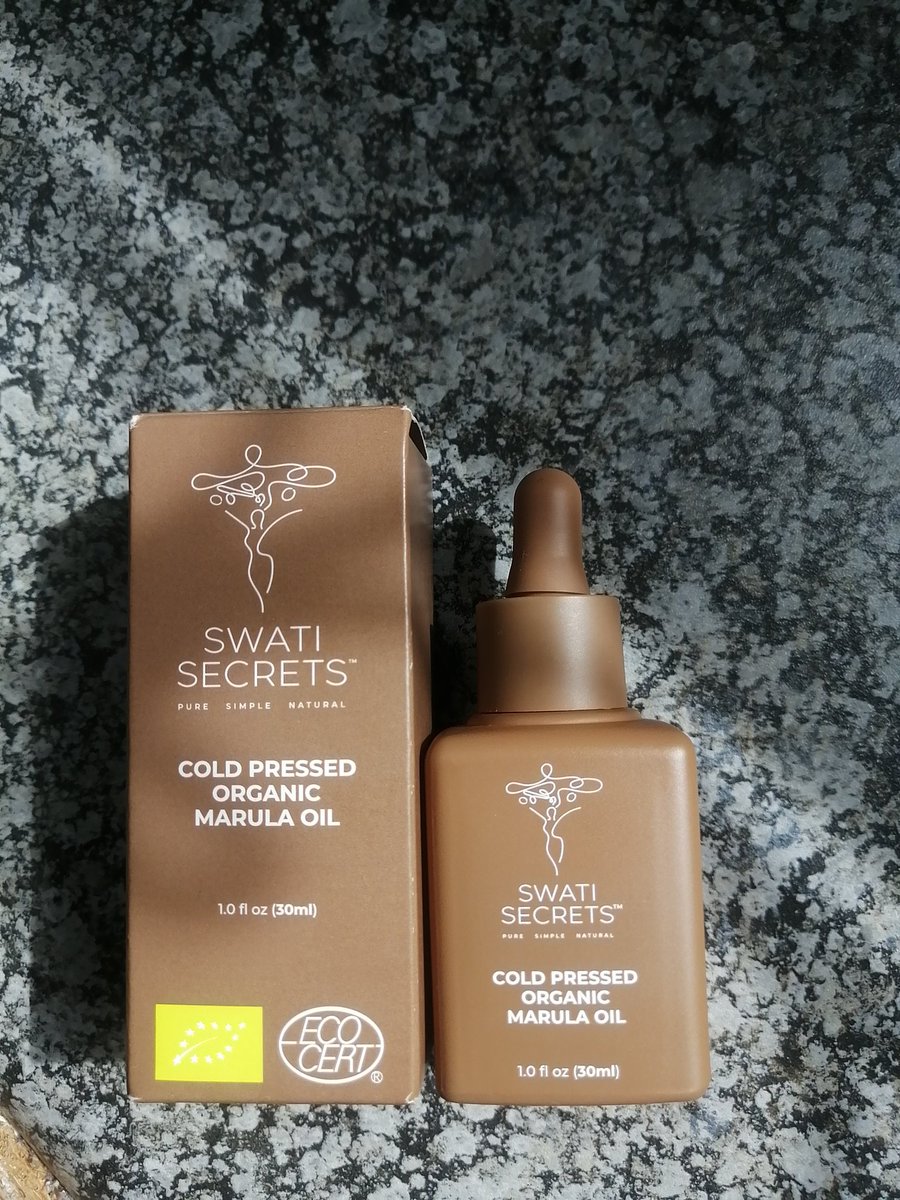 SWATI
SECRETS™
PURE SIMPLE NATURAL
COLD PRESSED
ORGANIC
MARULA OIL
1.0 fl oz (30ml)
ECO
CERT®
SWATI
SECRETS™
PURE SIMPLE NATURAL
COLD PRESSED
ORGANIC
MARULA OIL
1.0 fl oz (30ml)